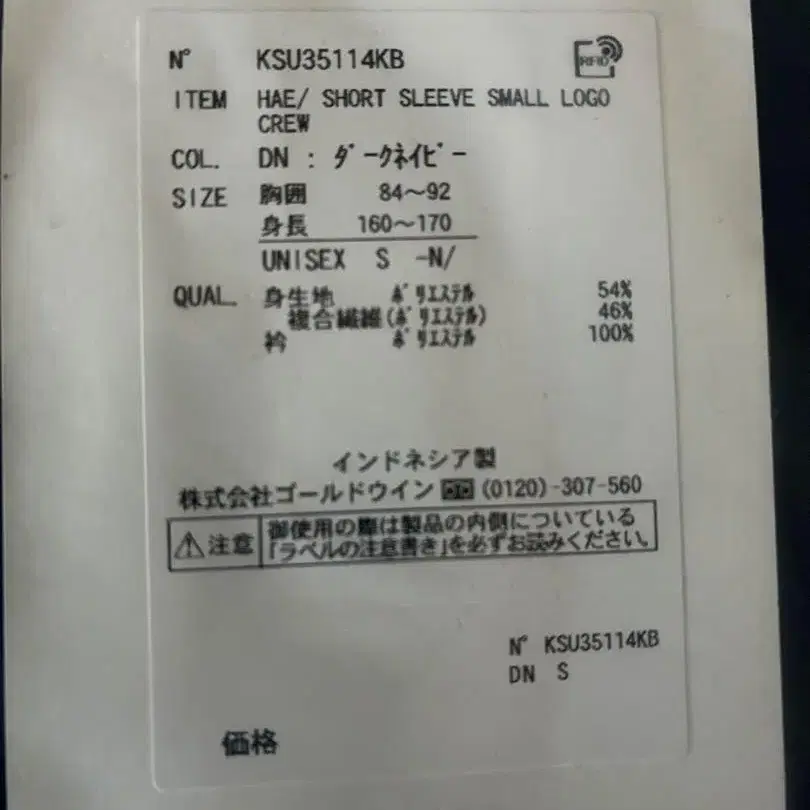 N° KSU35114KB
RFID
ITEM HAE/ SHORT SLEEVE SMALL LOGO
CREW
COL. DN : ダークネイビー
SIZE 胸囲 84～92
身長 160～170
UNISEX S -N/
QUAL. 身生地 ポリエステル 54%
複合繊維(ポリエステル) 46%
衿 ポリエステル 100%
インドネシア製
株式会社ゴールドウイン (0120)-307-560
注意 御使用の際は製品の内側についている
「ラベルの注意書き」を必ずお読みください。
N° KSU35114KB
DN S
価格